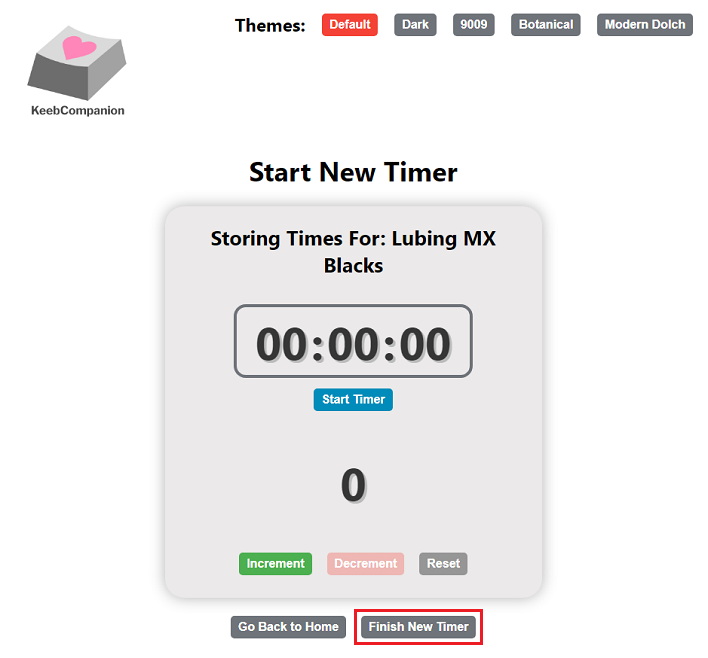 Themes: Default Dark 9009 Botanical Modern Dolch
KeebCompanion
Start New Timer
Storing Times For: Lubing MX
Blacks
00:00:00
Start Timer
0
Increment Decrement Reset
Go Back to Home Finish New Timer